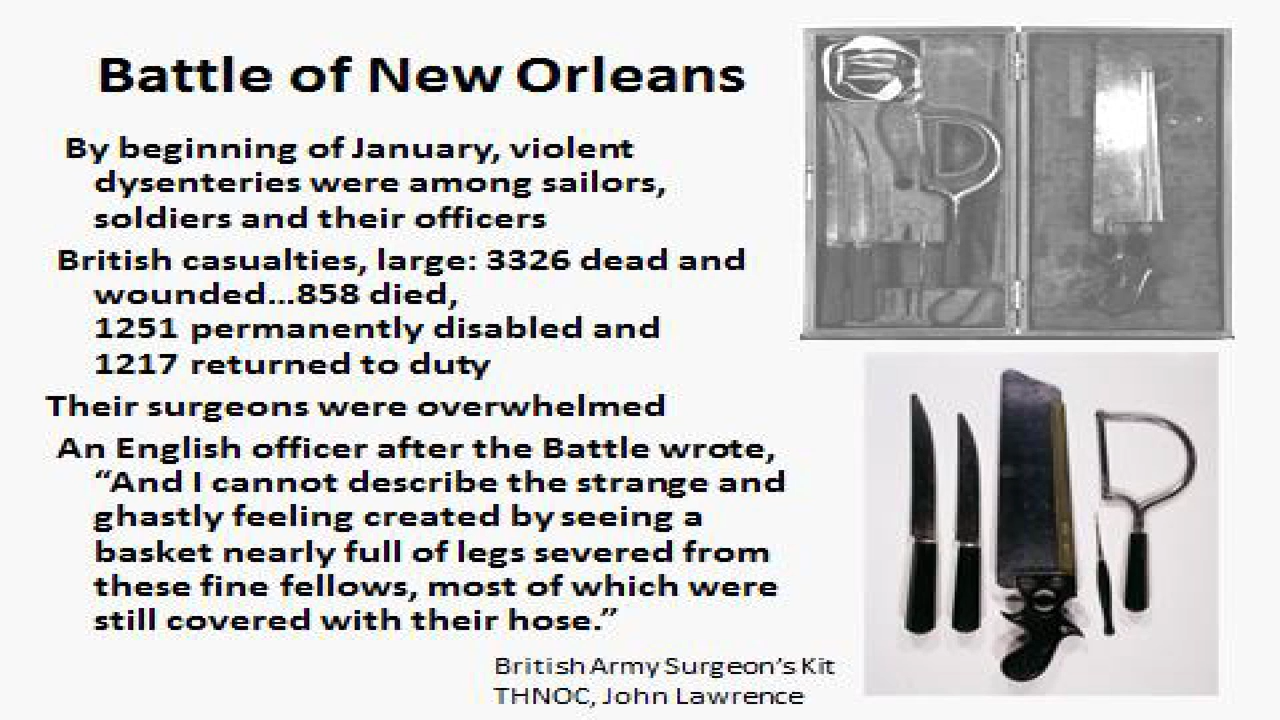 Battle of New Orleans
By beginning of January, violent
dysenteries were among sailors,
soldiers and their officers
British casualties, large: 3326 dead and
wounded...858 died,
1251 permanently disabled and
1217 returned to duty
Their surgeons were overwhelmed
An English officer after the Battle wrote,
“And I cannot describe the strange and
ghastly feeling created by seeing a
basket nearly full of legs severed from
these fine fellows, most of which were
still covered with their hose.”
British Army Surgeon’s Kit
THNOC, John Lawrence